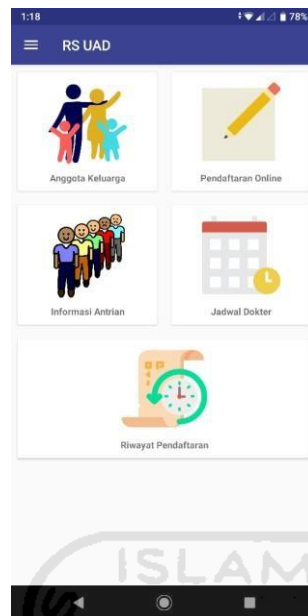 1:18
78%
RS UAD
Anggota Keluarga
Pendaftaran Online
Informasi Antrian
Jadwal Dokter
Riwayat Pendaftaran
ISLAM